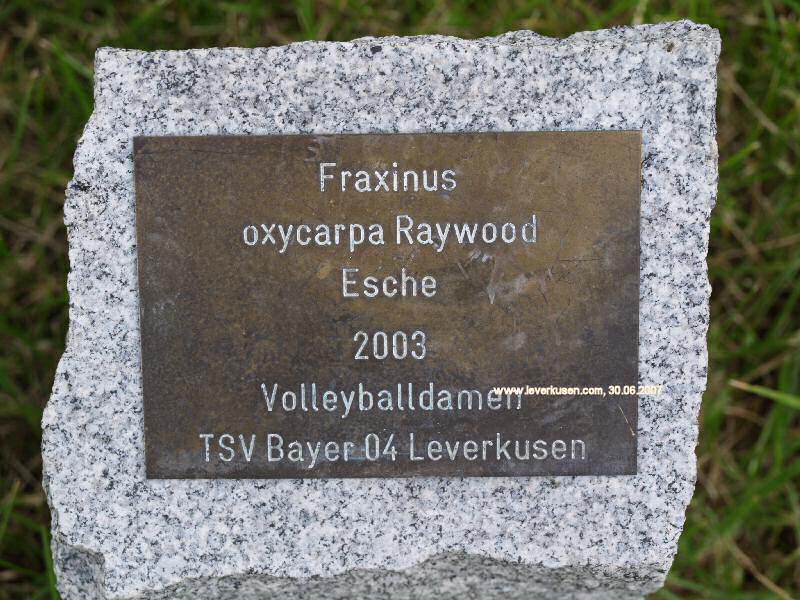 Fraxinus
oxycarpa Raywood
Esche
2003
Volleyballdamen
www.leverkusen.com, 30.06.2007
TSV Bayer 04 Leverkusen